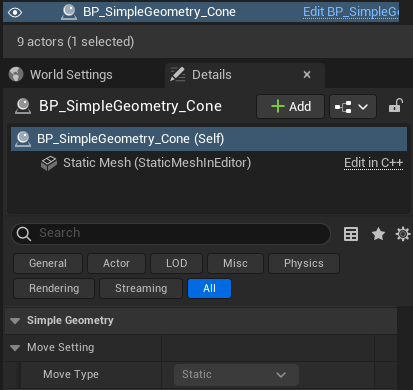 BP_SimpleGeometry_Cone Edit BP_SimpleG
9 actors (1 selected)
World Settings Details ×
BP_SimpleGeometry_Cone + Add
BP_SimpleGeometry_Cone (Self)
Static Mesh (StaticMeshInEditor) Edit in C++
Search
General Actor LOD Misc Physics
Rendering Streaming All
Simple Geometry
Move Setting
Move Type Static